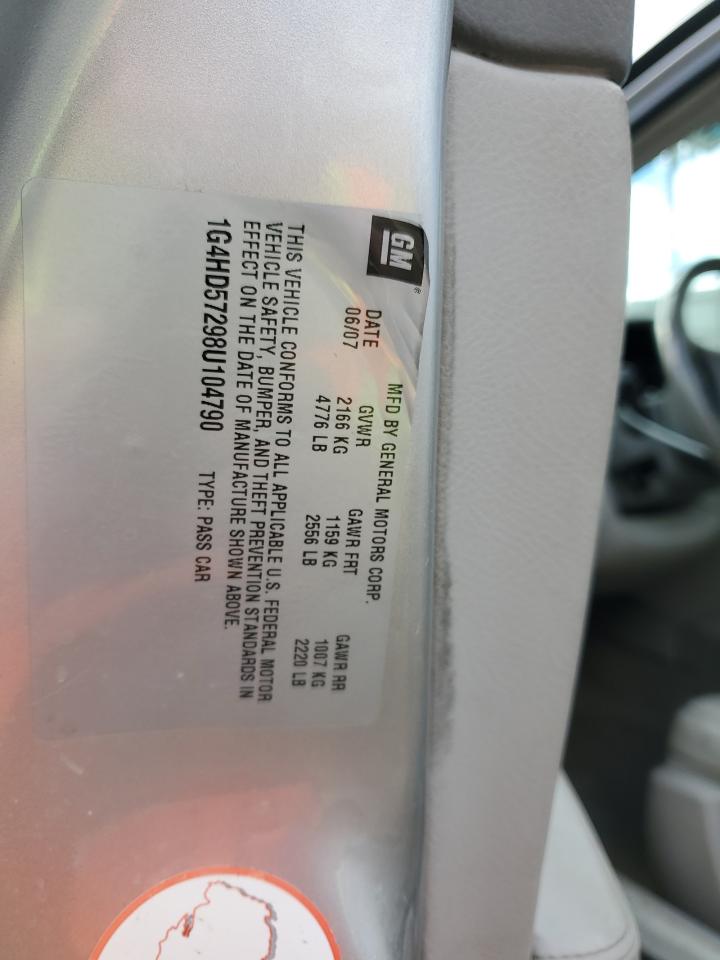 GM®
MFD BY GENERAL MOTORS CORP.
DATE GVWR GAWR FRT GAWR RR
06/07 2166 KG 1159 KG 1007 KG
4776 LB 2556 LB 2220 LB
THIS VEHICLE CONFORMS TO ALL APPLICABLE U.S. FEDERAL MOTOR
VEHICLE SAFETY, BUMPER, AND THEFT PREVENTION STANDARDS IN
EFFECT ON THE DATE OF MANUFACTURE SHOWN ABOVE.
1G4HD57298U104790 TYPE: PASS CAR